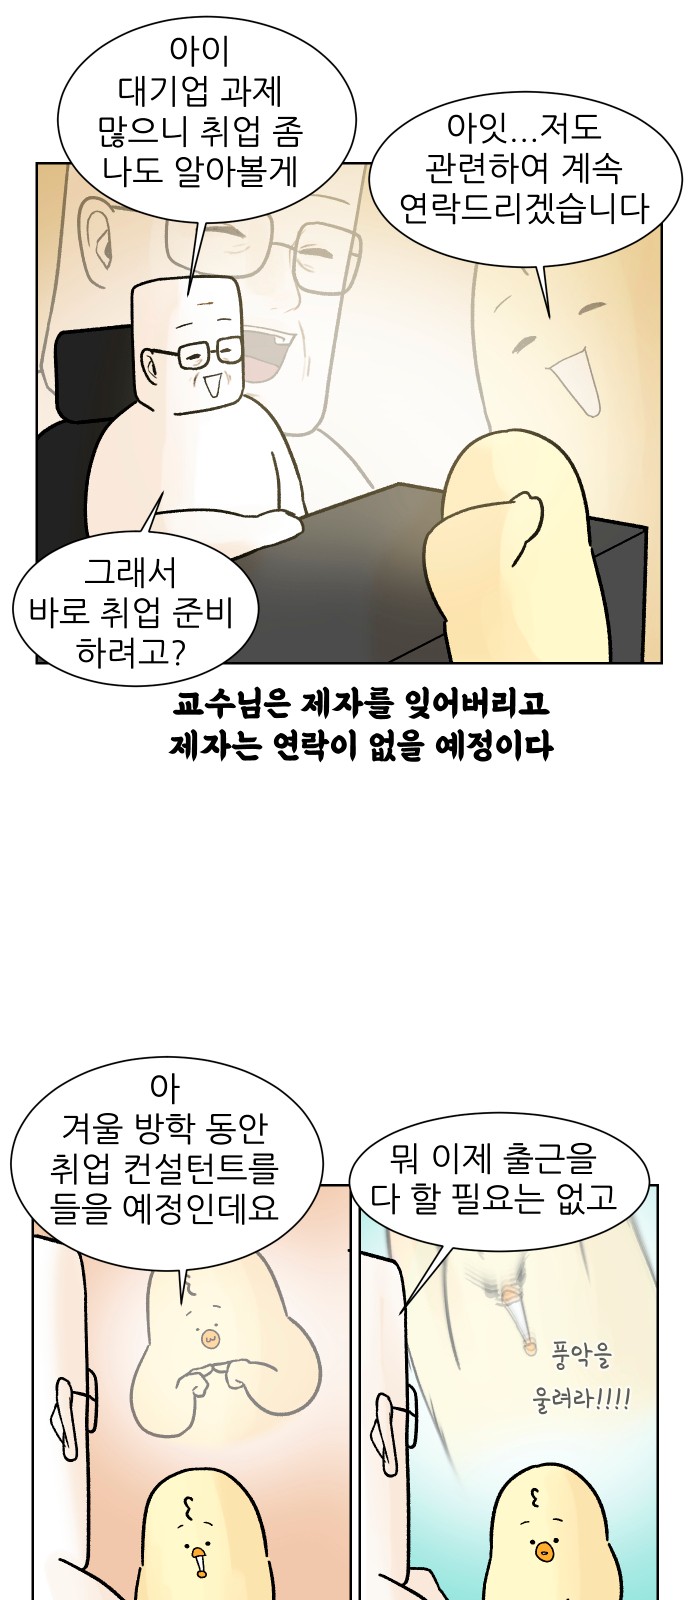 아이
대기업 과제
많으니 취업 좀
나도 알아볼게
아잇...저도
관련하여 계속
연락드리겠습니다
그래서
바로 취업 준비
하려고?
교수님은 제자를 잊어버리고
제자는 연락이 없을 예정이다
아
겨울 방학 동안
취업 컨설턴트를
들을 예정인데요
뭐 이제 출근을
다 할 필요는 없고
풍악을
울려라!!!!